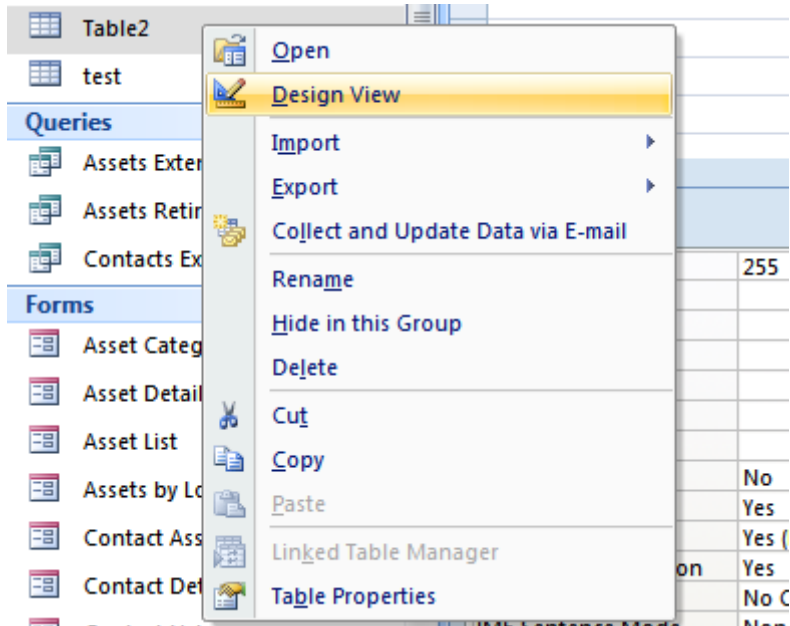 Table2
test
Queries
Assets Exter
Assets Retir
Contacts Ex
Forms
Asset Categ
Asset Detail
Asset List
Assets by Lo
Contact Ass
Contact Det
Open
Design View
Import
Export
Collect and Update Data via E-mail
Rename
Hide in this Group
Delete
Cut
Copy
Paste
Linked Table Manager
Table Properties
255
No
Yes
Yes (
on Yes
No C